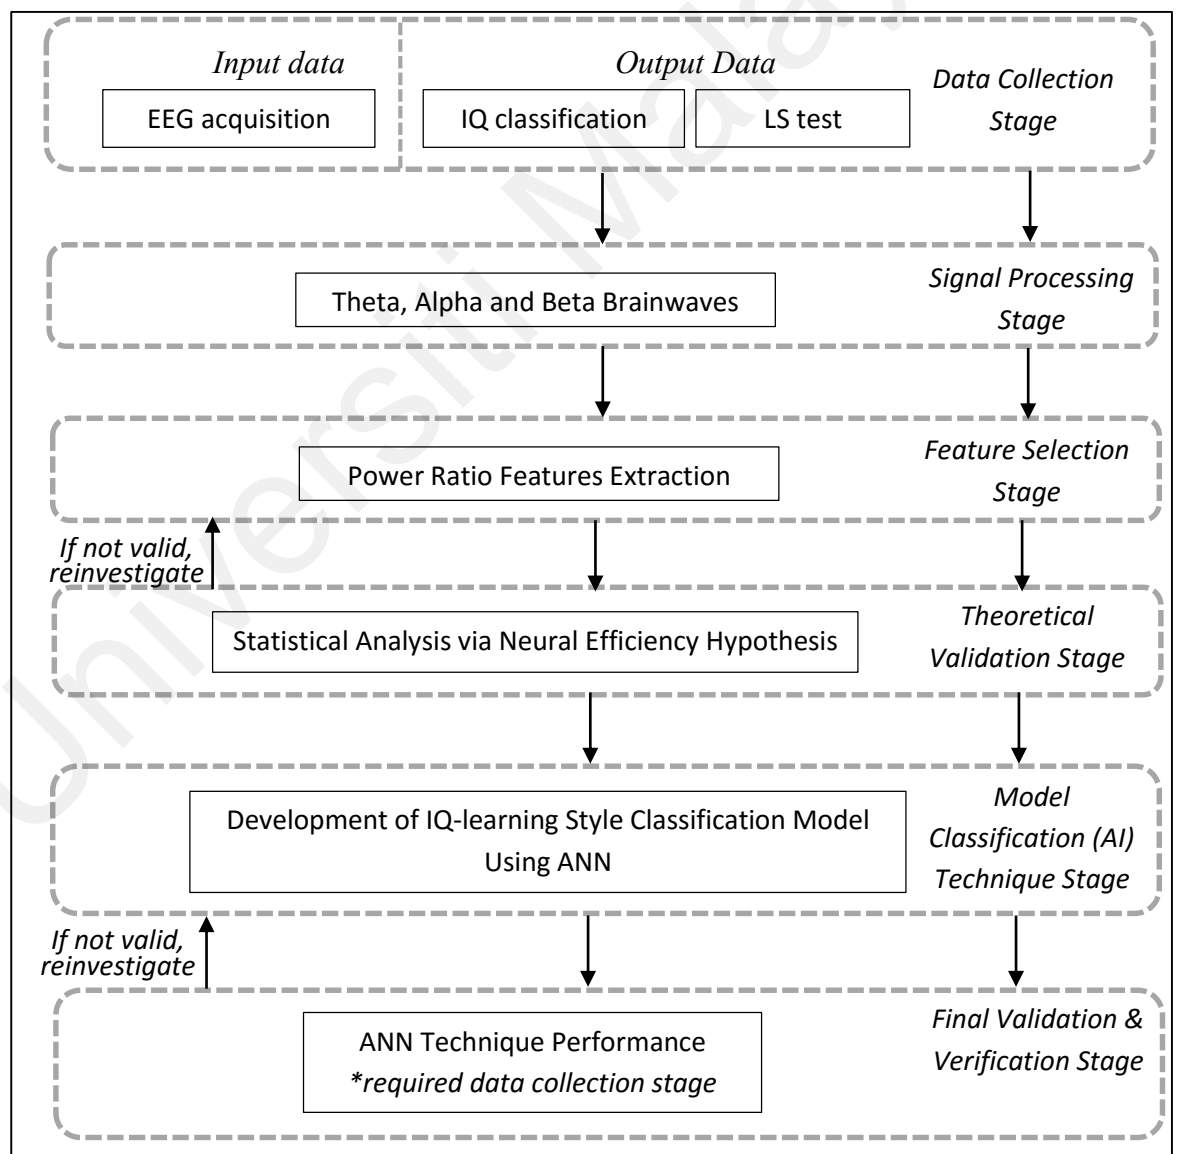 Input data
Output Data
EEG acquisition
IQ classification
LS test
Data Collection
Stage
Theta, Alpha and Beta Brainwaves
Signal Processing
Stage
Power Ratio Features Extraction
Feature Selection
Stage
If not valid,
reinvestigate
Statistical Analysis via Neural Efficiency Hypothesis
Theoretical
Validation Stage
Development of IQ-learning Style Classification Model
Using ANN
Model
Classification (AI)
Technique Stage
If not valid,
reinvestigate
ANN Technique Performance
*required data collection stage
Final Validation &
Verification Stage
Universiti Malay